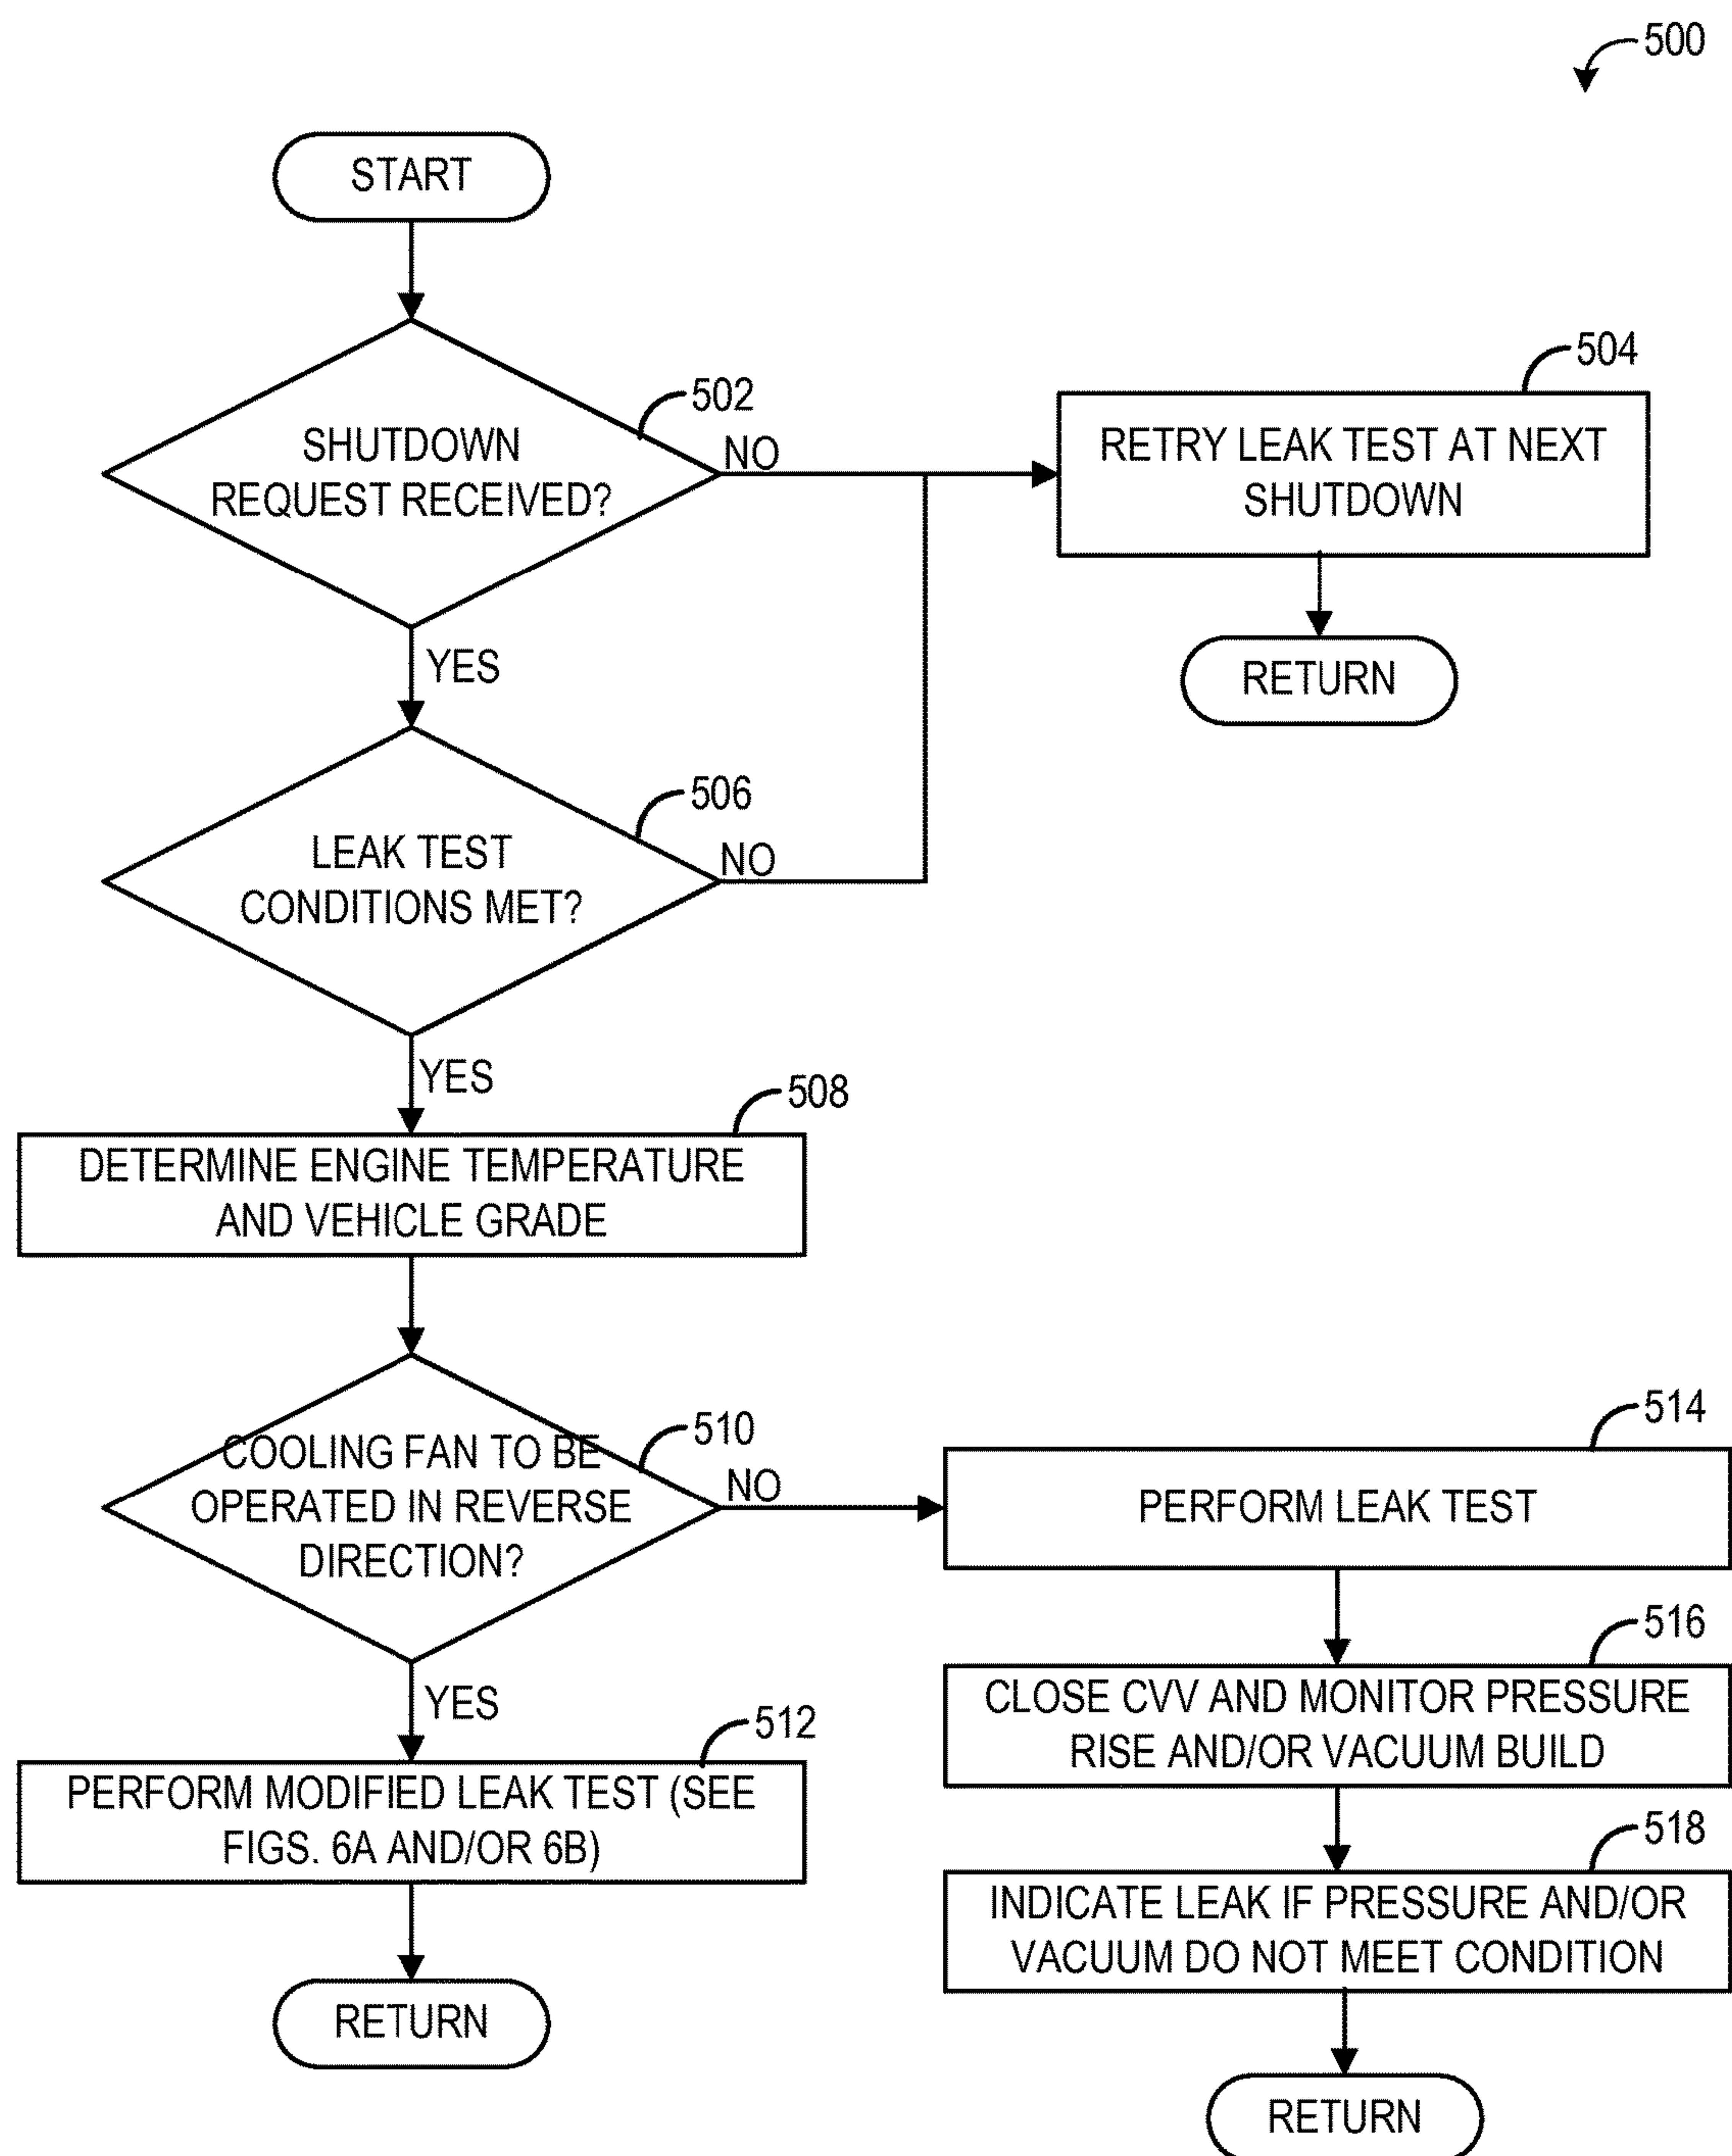 500
START
502
SHUTDOWN
REQUEST RECEIVED?
NO
504
RETRY LEAK TEST AT NEXT
SHUTDOWN
RETURN
YES
506
LEAK TEST
CONDITIONS MET?
NO
YES
508
DETERMINE ENGINE TEMPERATURE
AND VEHICLE GRADE
510
COOLING FAN TO BE
OPERATED IN REVERSE
DIRECTION?
NO
514
PERFORM LEAK TEST
516
CLOSE CVV AND MONITOR PRESSURE
RISE AND/OR VACUUM BUILD
518
INDICATE LEAK IF PRESSURE AND/OR
VACUUM DO NOT MEET CONDITION
RETURN
YES
512
PERFORM MODIFIED LEAK TEST (SEE
FIGS. 6A AND/OR 6B)
RETURN